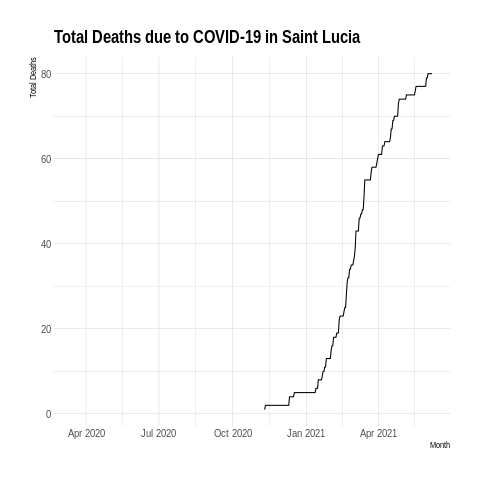 Total Deaths due to COVID-19 in Saint Lucia
Total Deaths
80
60
40
20
0
Apr 2020 Jul 2020 Oct 2020 Jan 2021 Apr 2021
Month